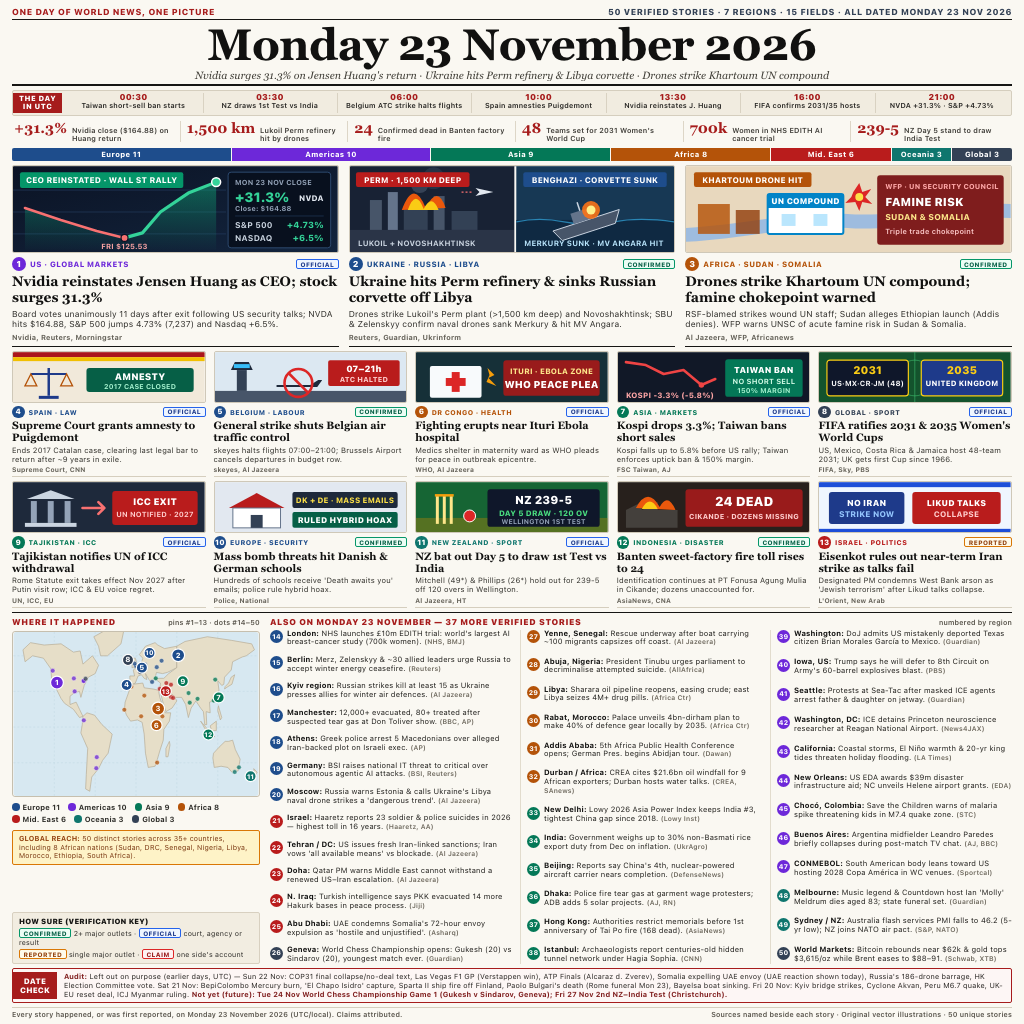 ONE DAY OF WORLD NEWS, ONE PICTURE
50 VERIFIED STORIES · 7 REGIONS · 15 FIELDS · ALL DATED MONDAY 23 NOV 2026
Monday 23 November 2026
Nvidia surges 31.3% on Jensen Huang's return · Ukraine hits Perm refinery & Libya corvette · Drones strike Khartoum UN compound
THE DAY
IN UTC
00:30
Taiwan short-sell ban starts
03:30
NZ draws 1st Test vs India
06:00
Belgium ATC strike halts flights
10:00
Spain amnesties Puigdemont
13:30
Nvidia reinstates J. Huang
16:00
FIFA confirms 2031/35 hosts
21:00
NVDA +31.3% · S&P +4.73%
+31.3%
Nvidia close ($164.88) on
Huang return
1,500 km
Lukoil Perm refinery
hit by drones
24
Confirmed dead in Banten factory
fire
48
Teams set for 2031 Women's
World Cup
700k
Women in NHS EDITH AI
cancer trial
239-5
NZ Day 5 to stand to draw
India Test
Europe 11
Americas 10
Asia 9
Africa 8
Mid. East 6
Oceania 3
Global 3
CEO REINSTATED · WALL ST RALLY
FRI $125.53
MON 23 NOV CLOSE
+31.3% NVDA
Close: $164.88
S&P 500 +4.73%
NASDAQ +6.5%
1 US · GLOBAL MARKETS
OFFICIAL
Nvidia reinstates Jensen Huang as CEO; stock
surges 31.3%
Board votes unanimously 11 days after exit following US security talks; NVDA
hits $164.88, S&P 500 jumps 4.73% (7,237) and Nasdaq +6.5%.
Nvidia, Reuters, Morningstar
PERM · 1,500 KM DEEP
LUKOIL + NOVOSHAKHTINSK
BENGHAZI · CORVETTE SUNK
MERKURY SUNK · MV ANGARA HIT
2 UKRAINE · RUSSIA · LIBYA
CONFIRMED
Ukraine hits Perm refinery & sinks Russian
corvette off Libya
Drones strike Lukoil's Perm plant (>1,500 km deep) and Novoshakhtinsk; SBU
& Zelenskyy confirm naval drones sank Merkury & hit MV Angara.
Reuters, Guardian, Ukrinform
KHARTOUM DRONE HIT
UN COMPOUND
WFP · UN SECURITY COUNCIL
FAMINE RISK
SUDAN & SOMALIA
Triple trade chokepoint
3 AFRICA · SUDAN · SOMALIA
CONFIRMED
Drones strike Khartoum UN compound;
famine chokepoint warned
RSF-blamed strikes wound UN staff; Sudan alleges Ethiopian launch (Addis
denies). WFP warns UNSC of acute famine risk in Sudan & Somalia.
Al Jazeera, WFP, Africanews
AMNESTY
2017 CASE CLOSED
4 SPAIN · LAW
OFFICIAL
Supreme Court grants amnesty to
Puigdemont
Ends 2017 Catalan case, clearing last legal bar to
return after ~9 years in exile.
Supreme Court, CNN
07–21h
ATC HALTED
5 BELGIUM · LABOUR
CONFIRMED
General strike shuts Belgian air
traffic control
skeyes halts flights 07:00–21:00; Brussels Airport
cancels departures in budget row.
skeyes, Al Jazeera
ITURI · EBOLA ZONE
WHO PEACE PLEA
6 DR CONGO · HEALTH
OFFICIAL
Fighting erupts near Ituri Ebola
hospital
Medics shelter in maternity ward as WHO pleads
for peace in outbreak epicentre.
WHO, Al Jazeera
KOSPI -3.3% (-5.8%)
TAIWAN BAN
NO SHORT SELL
150% MARGIN
7 ASIA · MARKETS
OFFICIAL
Kospi drops 3.3%; Taiwan bans
short sales
Kospi falls up to 5.8% before US rally; Taiwan
enforces uptick ban & 150% margin.
FSC Taiwan, AJ
2031
US·MX·CR·JM (48)
2035
UNITED KINGDOM
8 GLOBAL · SPORT
OFFICIAL
FIFA ratifies 2031 & 2035 Women's
World Cups
US, Mexico, Costa Rica & Jamaica host 48-team
2031; UK gets first Cup since 1966.
FIFA, Sky, PBS
ICC EXIT
UN NOTIFIED · 2027
9 TAJIKISTAN · ICC
OFFICIAL
Tajikistan notifies UN of ICC
withdrawal
Rome Statute exit takes effect Nov 2027 after
Putin visit row; ICC & EU voice regret.
UN, ICC, EU
DK + DE · MASS EMAILS
RULED HYBRID HOAX
10 EUROPE · SECURITY
CONFIRMED
Mass bomb threats hit Danish &
German schools
Hundreds of schools receive 'Death awaits you'
emails; police rule hybrid hoax.
Police, National
NZ 239-5
DAY 5 DRAW · 120 OV
WELLINGTON 1ST TEST
11 NEW ZEALAND · SPORT
OFFICIAL
NZ bat out Day 5 to draw 1st Test vs
India
Mitchell (49*) & Phillips (26*) hold out for 239-5
off 120 overs in Wellington.
Al Jazeera, HT
24 DEAD
CIKANDE · DOZENS MISSING
12 INDONESIA · DISASTER
CONFIRMED
Banten sweet-factory fire toll rises
to 24
Identification continues at PT Fonusa Agung Mulia
in Cikande; dozens unaccounted for.
AsiaNews, CNA
NO IRAN
STRIKE NOW
LIKUD TALKS
COLLAPSE
13 ISRAEL · POLITICS
REPORTED
Eisenkot rules out near-term Iran
strike as talks fail
Designated PM condemns West Bank arson as
'Jewish terrorism'; Likud talks collapse.
L'Orient, New Arab
WHERE IT HAPPENED
pins #1–13 · dots #14–50
1
2
3
4
5
6
7
8
9
10
11
12
13
Europe 11
Americas 10
Asia 9
Africa 8
Mid. East 6
Oceania 3
Global 3
GLOBAL REACH: 50 distinct stories across 35+ countries,
including 8 African nations (Sudan, DRC, Senegal, Nigeria, Libya,
Morocco, Ethiopia, South Africa).
HOW SURE (VERIFICATION KEY)
CONFIRMED 2+ major outlets · OFFICIAL court, agency or
result
REPORTED single major outlet · CLAIM one side's account
ALSO ON MONDAY 23 NOVEMBER — 37 MORE VERIFIED STORIES
numbered by region
14 London: NHS launches £10m EDITH trial: world's largest AI
breast-cancer study (700k women). (NHS, BMJ)
15 Berlin: Merz, Zelenskyy & ~30 allied leaders urge Russia to
accept winter energy ceasefire. (Reuters)
16 Kyiv region: Russian strikes kill at least 15 as Ukraine
presses allies for winter air defences. (Al Jazeera)
17 Manchester: 12,000+ evacuated, 80+ treated after
suspected tear gas at Don Toliver show. (BBC, AP)
18 Athens: Greek police arrest 5 Macedonians over alleged
Iran-backed plot on Israeli exec. (AP)
19 Germany: BSI raises national IT threat to critical over
autonomous agentic AI attacks. (BSI, Reuters)
20 Moscow: Russia warns Estonia & calls Ukraine's Libya
naval drone strikes a 'dangerous trend'. (Al Jazeera)
21 Israel: Haaretz reports 23 soldier & police suicides in 2026
— highest toll in 16 years. (Haaretz, AA)
22 Tehran / DC: US issues fresh Iran-linked sanctions; Iran
vows 'all available means' vs blockade. (Al Jazeera)
23 Doha: Qatar PM warns Middle East cannot withstand a
renewed US–Iran escalation. (Al Jazeera)
24 N. Iraq: Turkish intelligence says PKK evacuated 14 more
Hakurk bases in peace process. (Jiji)
25 Abu Dhabi: UAE condemns Somalia's 72-hour envoy
expulsion as 'hostile and unjustified'. (Asharq)
26 Geneva: World Chess Championship opens: Gukesh (20) vs
Sindarov (20), youngest match ever. (Guardian)
27 Yenne, Senegal: Rescue underway after boat carrying
~100 migrants capsizes off coast. (Al Jazeera)
28 Abuja, Nigeria: President Tinubu urges parliament to
decriminalise attempted suicide. (AllAfrica)
29 Libya: Sharara oil pipeline reopens, easing crude; east
Libya seizes 4M+ drug pills. (Africa Ctr)
30 Rabat, Morocco: Palace unveils 4bn-dirham plan to
make 40% of defence gear locally by 2035. (Africa Ctr)
31 Addis Ababa: 5th Africa Public Health Conference
opens; German Pres. begins Abidjan tour. (Dawan)
32 Durban / Africa: CREA cites $21.6bn oil windfall for 9
African exporters; Durban hosts water talks. (CREA,
SAnews)
33 New Delhi: Lowy 2026 Asia Power Index keeps India #3,
tightest China gap since 2018. (Lowy Inst)
34 India: Government weighs up to 30% non-Basmati rice
export duty from Dec on inflation. (UkrAgro)
35 Beijing: Reports say China's 4th, nuclear-powered
aircraft carrier nears completion. (DefenseNews)
36 Dhaka: Police fire tear gas at garment wage protesters;
ADB adds 5 solar projects. (AJ, RN)
37 Hong Kong: Authorities restrict memorials before 1st
anniversary of Tai Po fire (168 dead). (AsiaNews)
38 Istanbul: Archaeologists report centuries-old hidden
tunnel network under Hagia Sophia. (CNN)
39 Washington: DoJ admits US mistakenly deported Texas
citizen Brian Morales García to Mexico. (Guardian)
40 Iowa, US: Trump says he will defer to 8th Circuit on
Army's 60-barrel explosives blast. (PBS)
41 Seattle: Protests at Sea-Tac after masked ICE agents
arrest father & daughter on jetway. (Guardian)
42 Washington, DC: ICE detains Princeton neuroscience
researcher at Reagan National Airport. (News4JAX)
43 California: Coastal storms, El Niño warmth & 20-yr king
tides threaten holiday flooding. (LA Times)
44 New Orleans: US EDA awards $39m disaster
infrastructure aid; NC unveils Helene airport grants. (EDA)
45 Chocó, Colombia: Save the Children warns of malaria
spike threatening kids in M7.4 quake zone. (STC)
46 Buenos Aires: Argentina midfielder Leandro Paredes
briefly collapses during post-match TV chat. (AJ, BBC)
47 CONMEBOL: South American body leans toward US
hosting 2028 Copa América in WC venues. (Sportcal)
48 Melbourne: Music legend & Countdown host Ian 'Molly'
Meldrum dies aged 83; state funeral set. (Guardian)
49 Sydney / NZ: Australia flash services PMI falls to 46.2 (5-
yr low); NZ joins NATO air pact. (S&P, NATO)
50 World Markets: Bitcoin rebounds near $62k & gold tops
$3,615/oz while Brent eases to $88–91. (Schwab, XTB)
DATE
CHECK
Audit: Left out on purpose (earlier days, UTC) — Sun 22 Nov: COP31 final collapse/no-deal text, Las Vegas F1 GP (Verstappen win), ATP Finals (Alcaraz d. Zverev), Somalia expelling UAE envoy (UAE reaction shown today), Russia's 186-drone barrage, HK
Election Committee vote. Sat 21 Nov: BepiColombo Mercury burn, 'El Chapo Isidro' capture, Sparta II ship fire off Finland, Paolo Bulgari's death (Rome funeral Mon 23), Bayelsa boat sinking. Fri 20 Nov: Kyiv bridge strikes, Cyclone Akvan, Peru M6.7 quake, UK-
EU reset deal, ICJ Myanmar ruling. Not yet (future): Tue 24 Nov World Chess Championship Game 1 (Gukesh v Sindarov, Geneva); Fri 27 Nov 2nd NZ–India Test (Christchurch).
Every story happened, or was first reported, on Monday 23 November 2026 (UTC/local). Claims attributed.
Sources named beside each story · Original vector illustrations · 50 unique stories